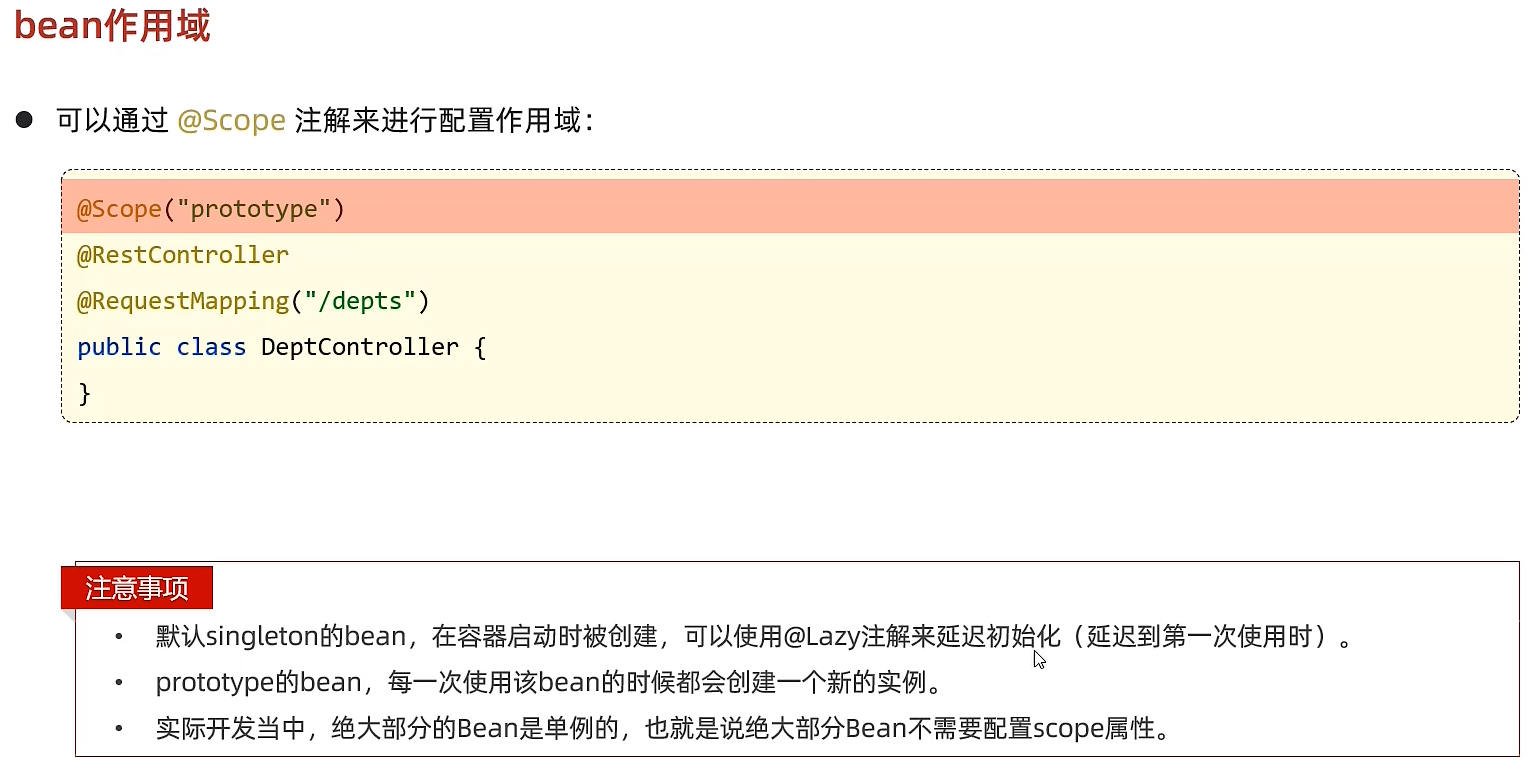 bean作用域
● 可以通过 @Scope 注解来进行配置作用域：
@Scope("prototype")
@RestController
@RequestMapping("/depts")
public class DeptController {
}
注意事项
• 默认singleton的bean，在容器启动时被创建，可以使用@Lazy注解来延迟初始化（延迟到第一次使用时）。
• prototype的bean，每一次使用该bean的时候都会创建一个新的实例。
• 实际开发当中，绝大部分的Bean是单例的，也就是说绝大部分Bean不需要配置scope属性。